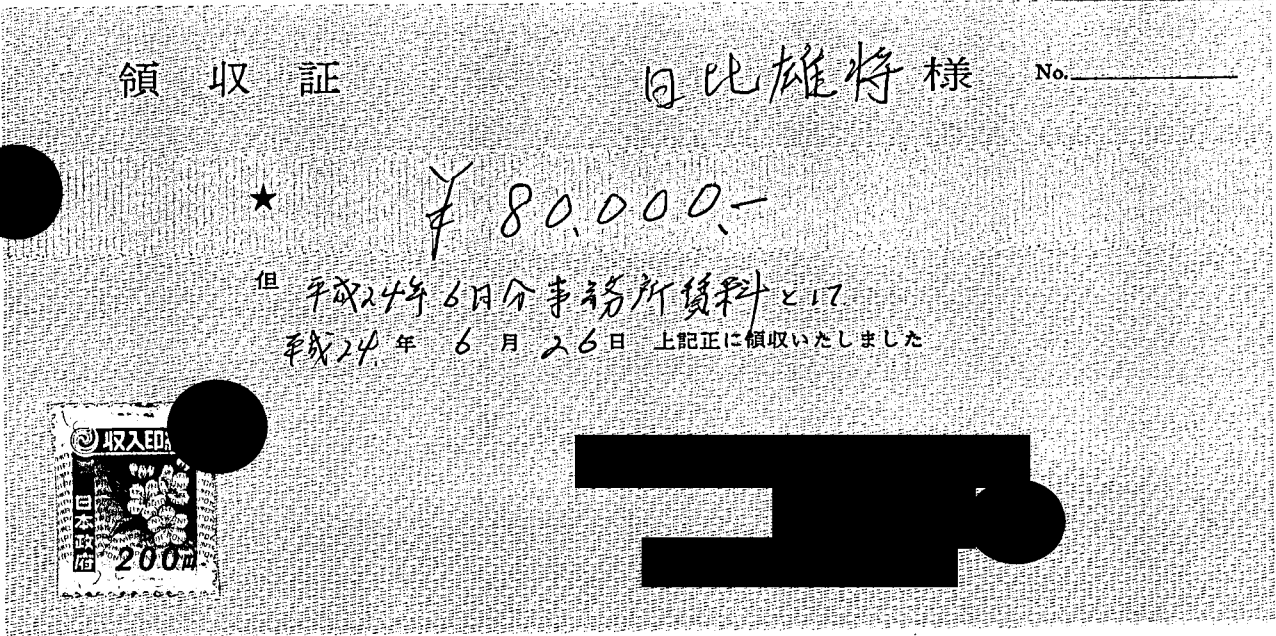 領収証 日比雄将様 No.
★ ¥80,000.-
但 平成24年6月分事務所賃料として
平成24.年 6月26日 上記正に領収いたしました
収入印
日本政府
200円